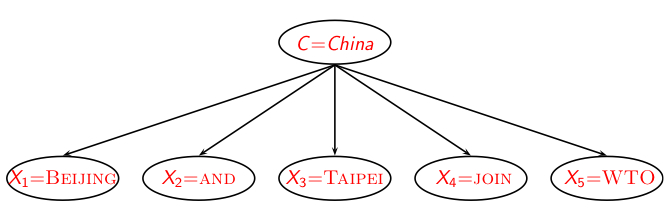 C=China
X₁=BEIJING X₂=AND X₃=TAIPEI X₄=JOIN X₅=WTO